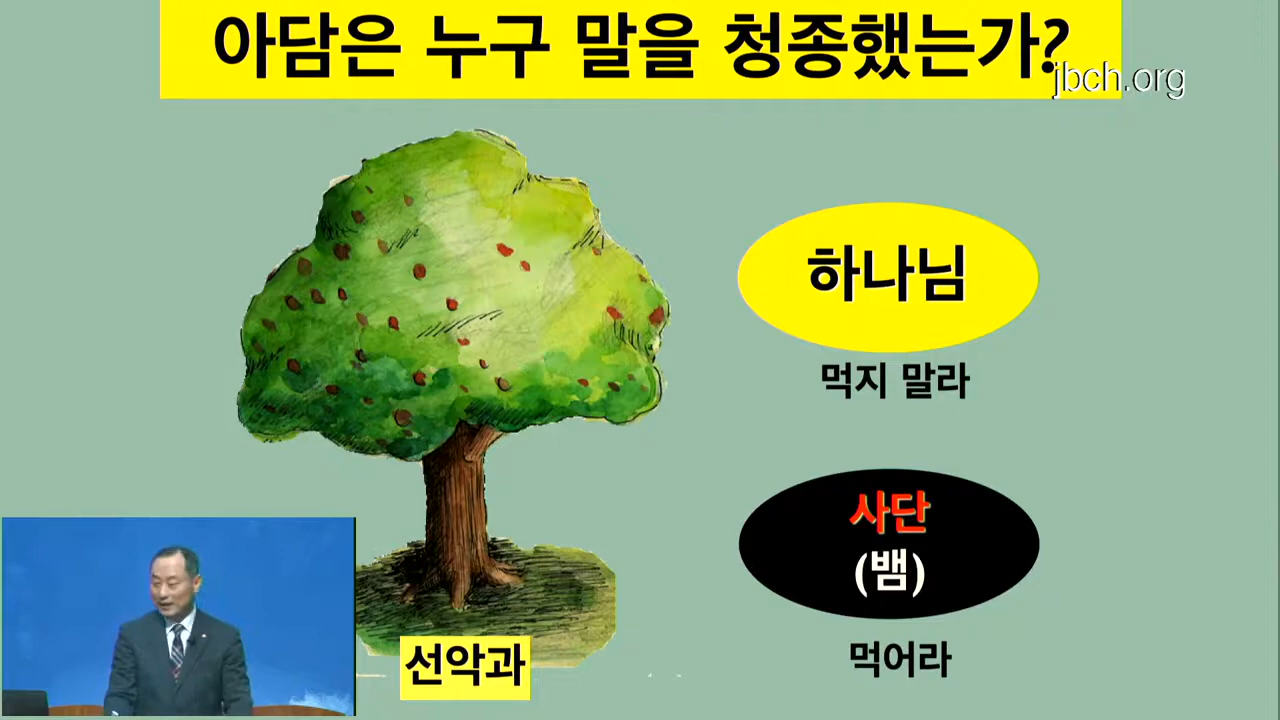 아담은 누구 말을 청종했는가?
jbch.org
하나님
먹지 말라
사단
(뱀)
먹어라
선악과